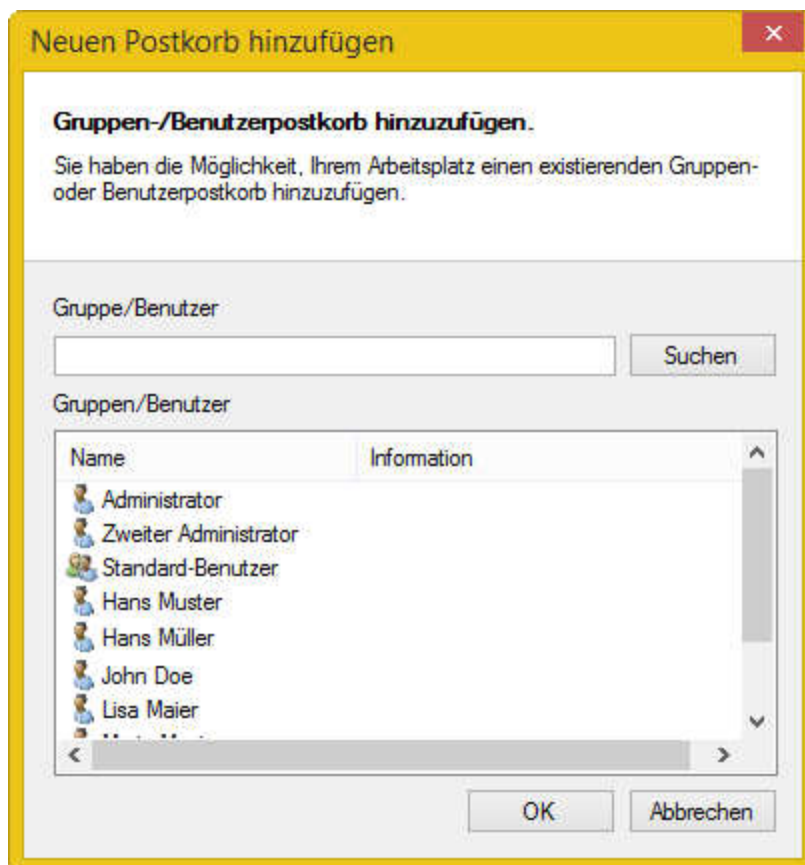 Neuen Postkorb hinzufügen
Gruppen-/Benutzerpostkorb hinzuzufügen.
Sie haben die Möglichkeit, Ihrem Arbeitsplatz einen existierenden Gruppen-
oder Benutzerpostkorb hinzufügen.
Gruppe/Benutzer
Suchen
Gruppen/Benutzer
Name Information
Administrator
Zweiter Administrator
Standard-Benutzer
Hans Muster
Hans Müller
John Doe
Lisa Maier
OK Abbrechen